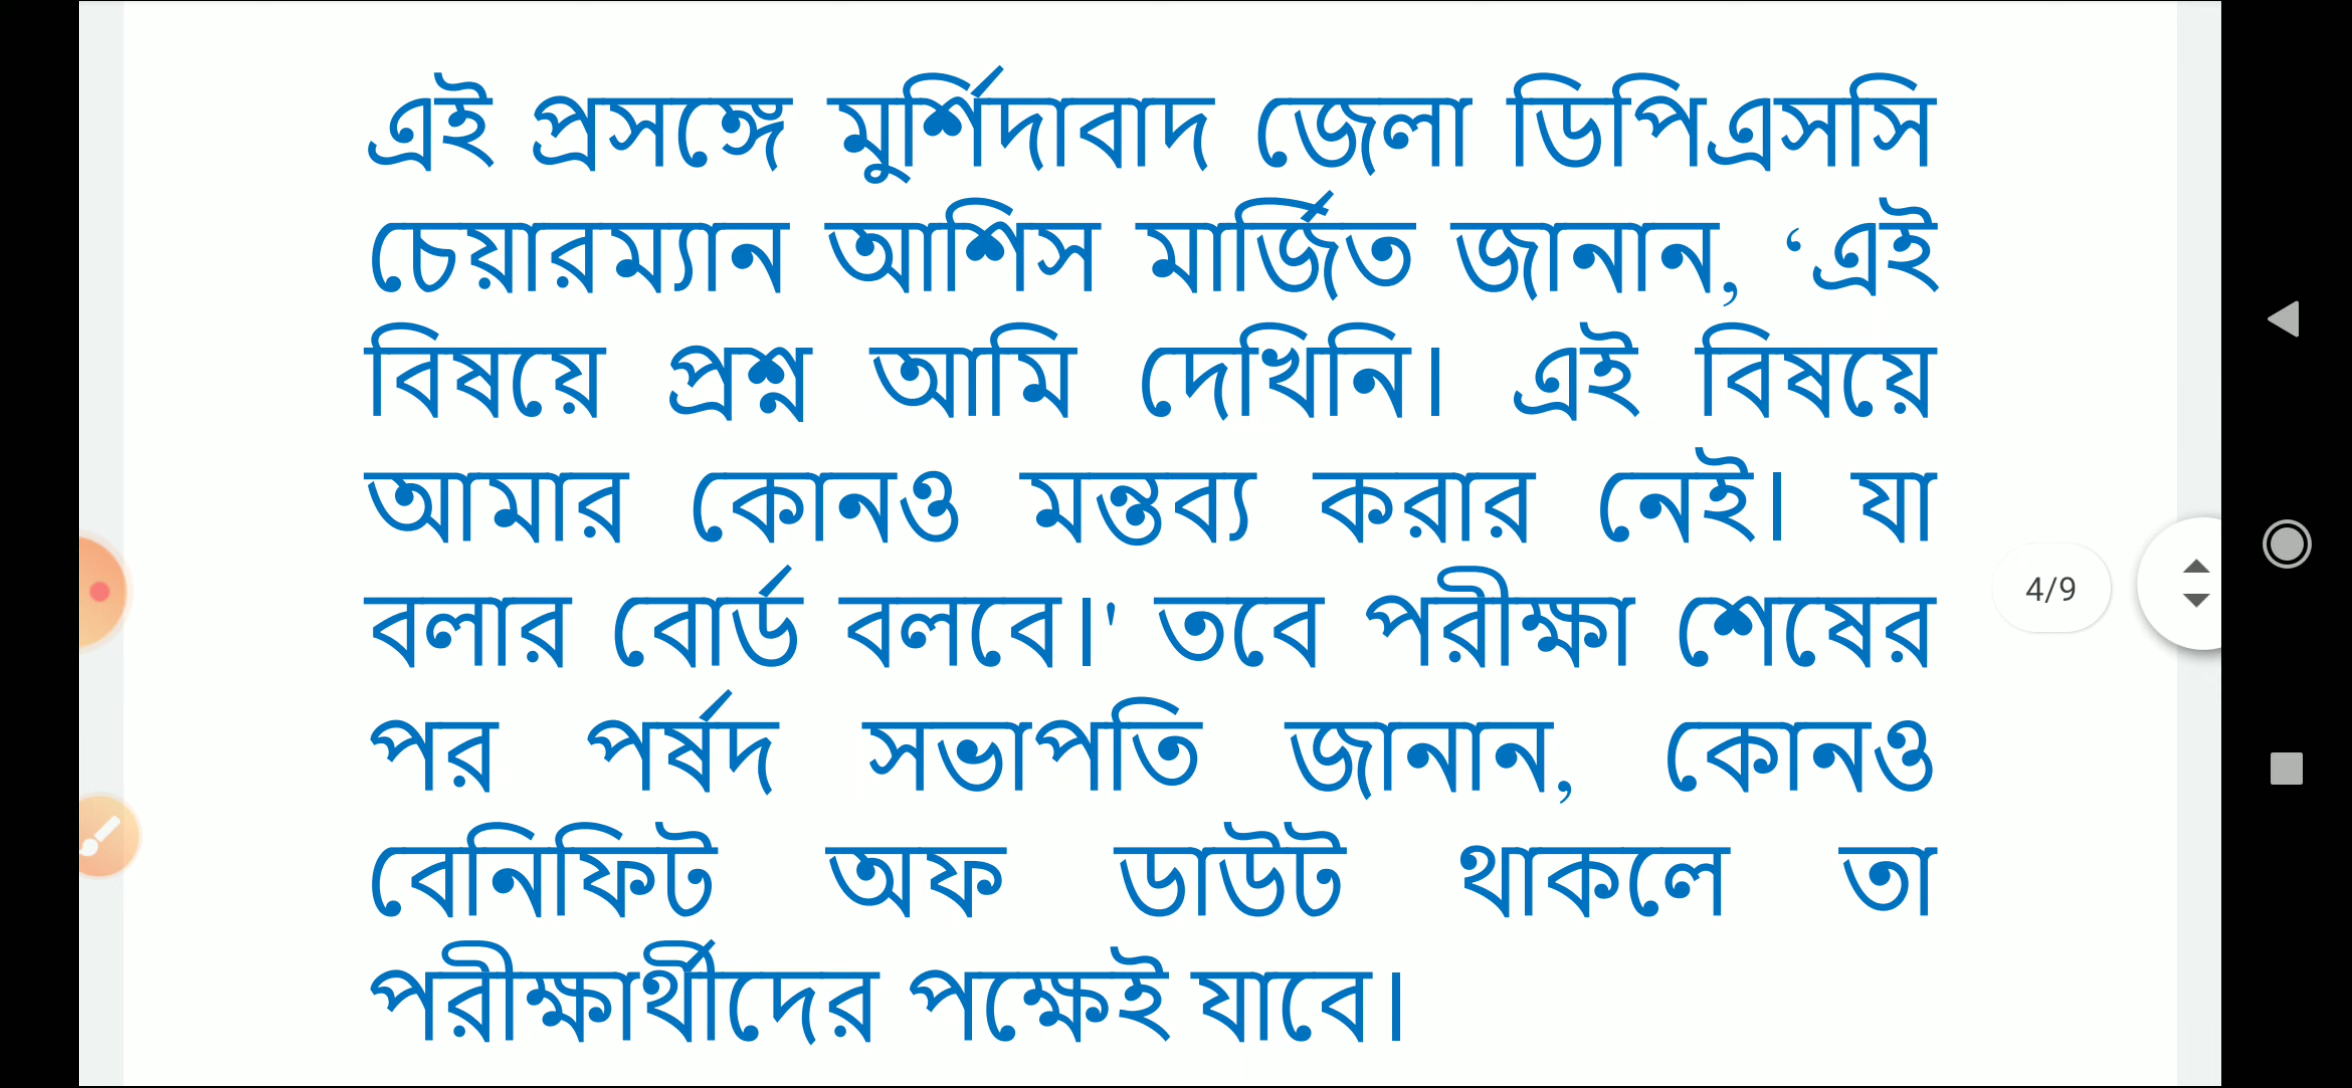 এই প্রসঙ্গে মুর্শিদাবাদ জেলা ডিপিএসসি
চেয়ারম্যান আশিস মার্জিত জানান, ‘এই
বিষয়ে প্রশ্ন আমি দেখিনি। এই বিষয়ে
আমার কোনও মন্তব্য করার নেই। যা
বলার বোর্ড বলবে।' তবে পরীক্ষা শেষের
পর পর্ষদ সভাপতি জানান, কোনও
বেনিফিট অফ ডাউট থাকলে তা
পরীক্ষার্থীদের পক্ষেই যাবে।
4/9